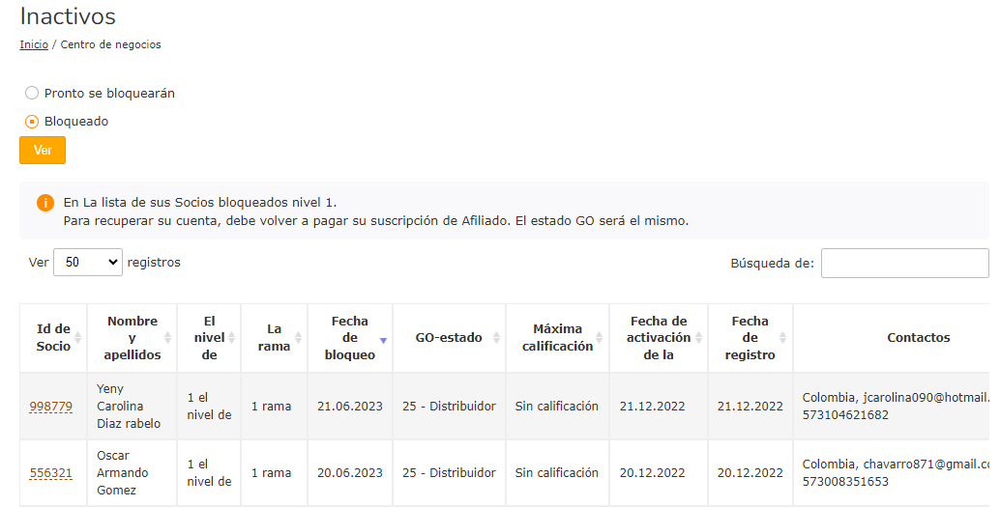 Inactivos
Inicio / Centro de negocios
Pronto se bloquearán
Bloqueado
Ver
En La lista de sus Socios bloqueados nivel 1.
Para recuperar su cuenta, debe volver a pagar su suscripción de Afiliado. El estado GO será el mismo.
Ver 50 registros
Búsqueda de:
Id de Socio
Nombre y apellidos
El nivel de
La rama
Fecha de bloqueo
GO-estado
Máxima calificación
Fecha de activación de la
Fecha de registro
Contactos
998779
Yeny Carolina Diaz rabelo
1 el nivel de
1 rama
21.06.2023
25 - Distribuidor
Sin calificación
21.12.2022
21.12.2022
Colombia, jcarolina090@hotmail.
573104621682
556321
Oscar Armando Gomez
1 el nivel de
1 rama
20.06.2023
25 - Distribuidor
Sin calificación
20.12.2022
20.12.2022
Colombia, chavarro871@gmail.co
573008351653